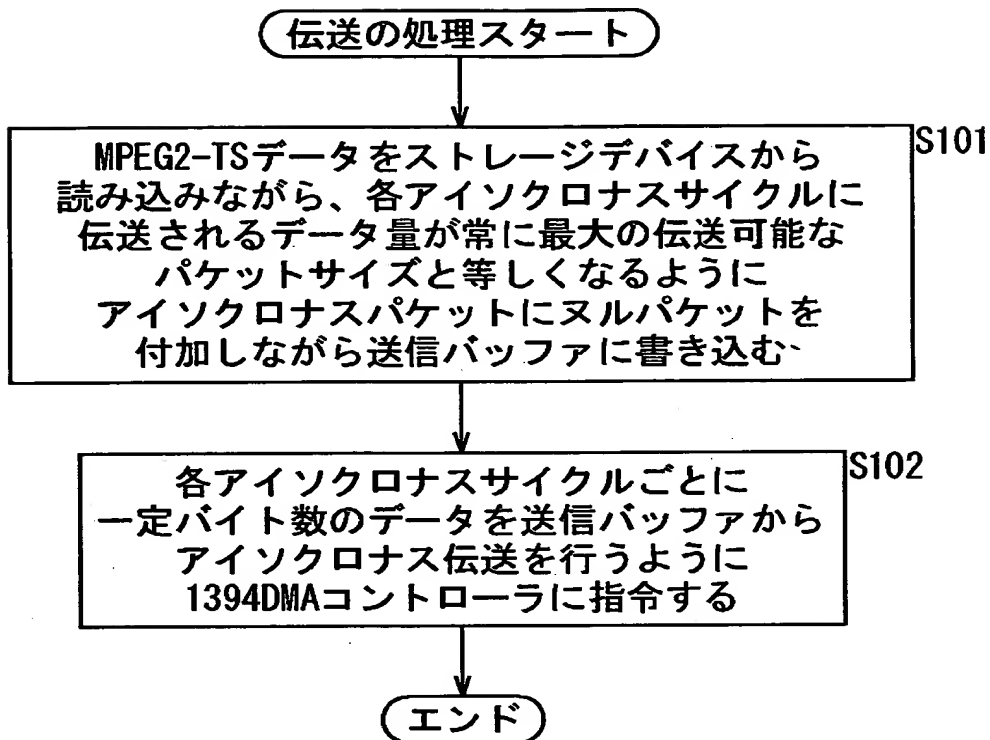 伝送の処理スタート
S101
MPEG2-TSデータをストレージデバイスから
読み込みながら、各アイソクロナスサイクルに
伝送されるデータ量が常に最大の伝送可能な
パケットサイズと等しくなるように
アイソクロナスパケットにヌルパケットを
付加しながら送信バッファに書き込む
S102
各アイソクロナスサイクルごとに
一定バイト数のデータを送信バッファから
アイソクロナス伝送を行うように
1394DMAコントローラに指令する
エンド